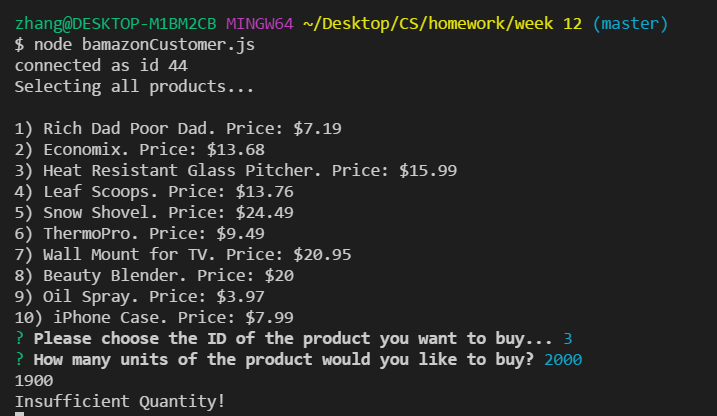 zhang@DESKTOP-M1BM2CB MINGW64 ~/Desktop/CS/homework/week 12 (master)
$ node bamazonCustomer.js
connected as id 44
Selecting all products...
1) Rich Dad Poor Dad. Price: $7.19
2) Economix. Price: $13.68
3) Heat Resistant Glass Pitcher. Price: $15.99
4) Leaf Scoops. Price: $13.76
5) Snow Shovel. Price: $24.49
6) ThermoPro. Price: $9.49
7) Wall Mount for TV. Price: $20.95
8) Beauty Blender. Price: $20
9) Oil Spray. Price: $3.97
10) iPhone Case. Price: $7.99
? Please choose the ID of the product you want to buy... 3
? How many units of the product would you like to buy? 2000
1900
Insufficient Quantity!